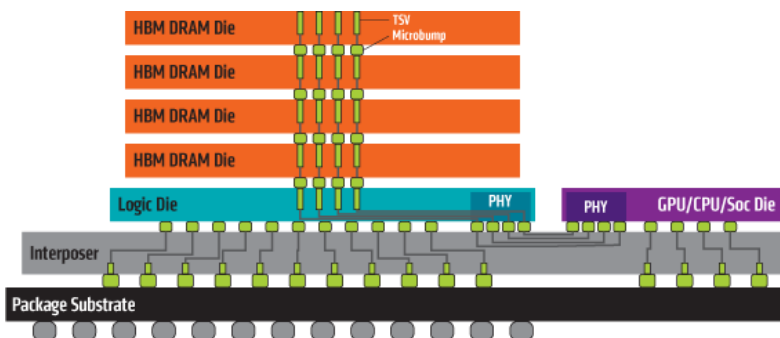 HBM DRAM Die
TSV
Microbump
HBM DRAM Die
HBM DRAM Die
HBM DRAM Die
Logic Die
PHY
PHY
GPU/CPU/Soc Die
Interposer
Package Substrate